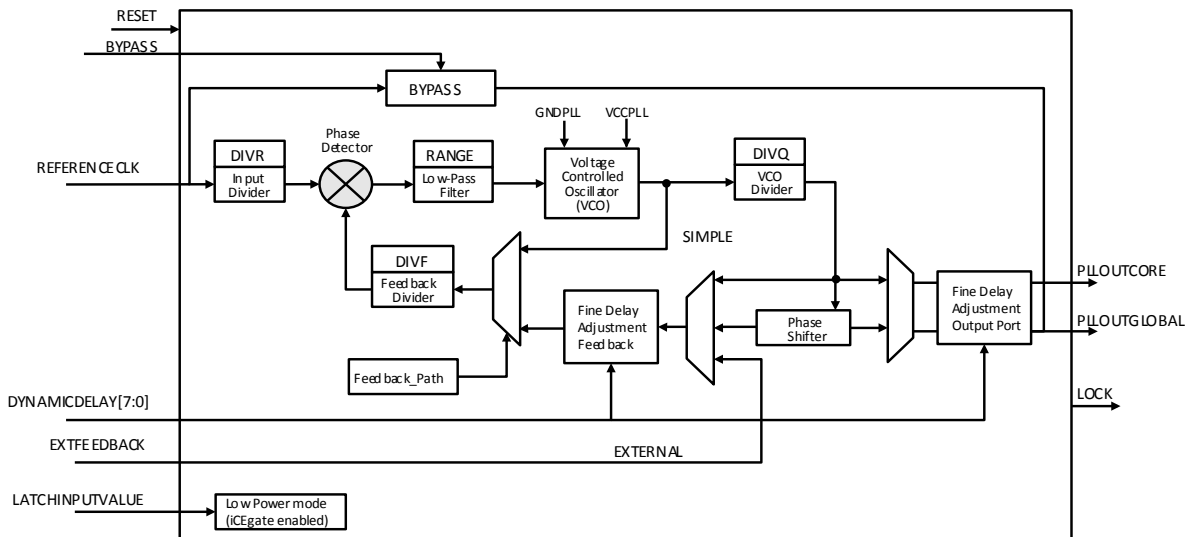 RESET
BYPASS
BYPASS
GNDPLL
VCCPLL
Phase
Detector
DIVR
Input
Divider
RANGE
Low-Pass
Filter
Voltage
Controlled
Oscillator
(VCO)
DIVQ
VCO
Divider
REFERENCECLK
SIMPLE
DIVF
Feedback
Divider
Fine Delay
Adjustment
Feedback
Phase
Shifter
Fine Delay
Adjustment
Output Port
PLLOUTCORE
PLLOUTGLOBAL
Feedback_Path
DYNAMICDELAY[7:0]
LOCK
EXTFEEDBACK
EXTERNAL
LATCHINPUTVALUE
Low Power mode
(iCEgate enabled)